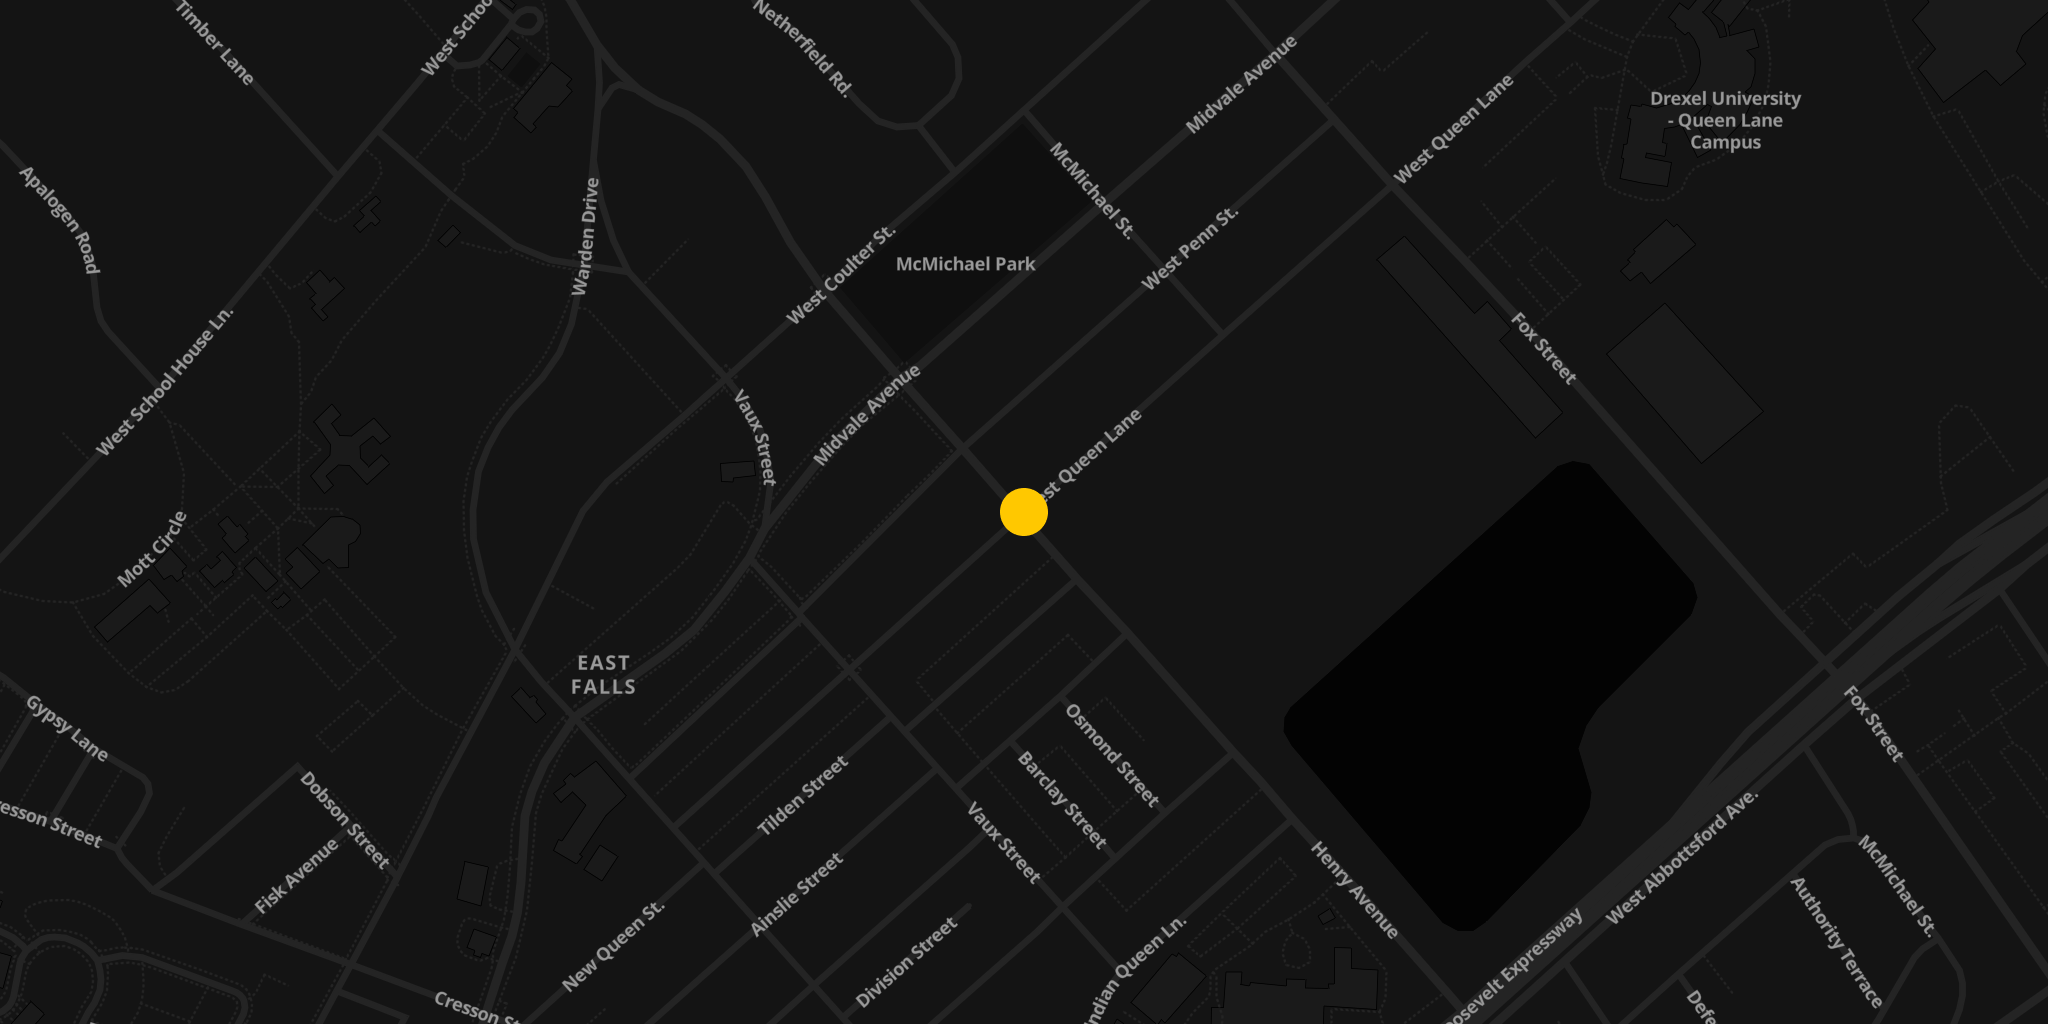 Timber Lane
West Schoo
Netherfield Rd.
Midvale Avenue
West Queen Lane
Drexel University
- Queen Lane
Campus
Apalogen Road
Warden Drive
McMichael St.
West Penn St.
West Coulter St.
McMichael Park
West School House Ln.
Fox Street
Midvale Avenue
Vaux Street
est Queen Lane
Mott Circle
EAST
FALLS
Gypsy Lane
Osmond Street
Fox Street
Barclay Street
Tilden Street
Dobson Street
resson Street
Vaux Street
Henry Avenue
West Abbottsford Ave.
McMichael St.
Fisk Avenue
Ainslie Street
New Queen St.
Division Street
Indian Queen Ln.
oosevelt Expressway
Authority Terrace
Cresson St
Defe